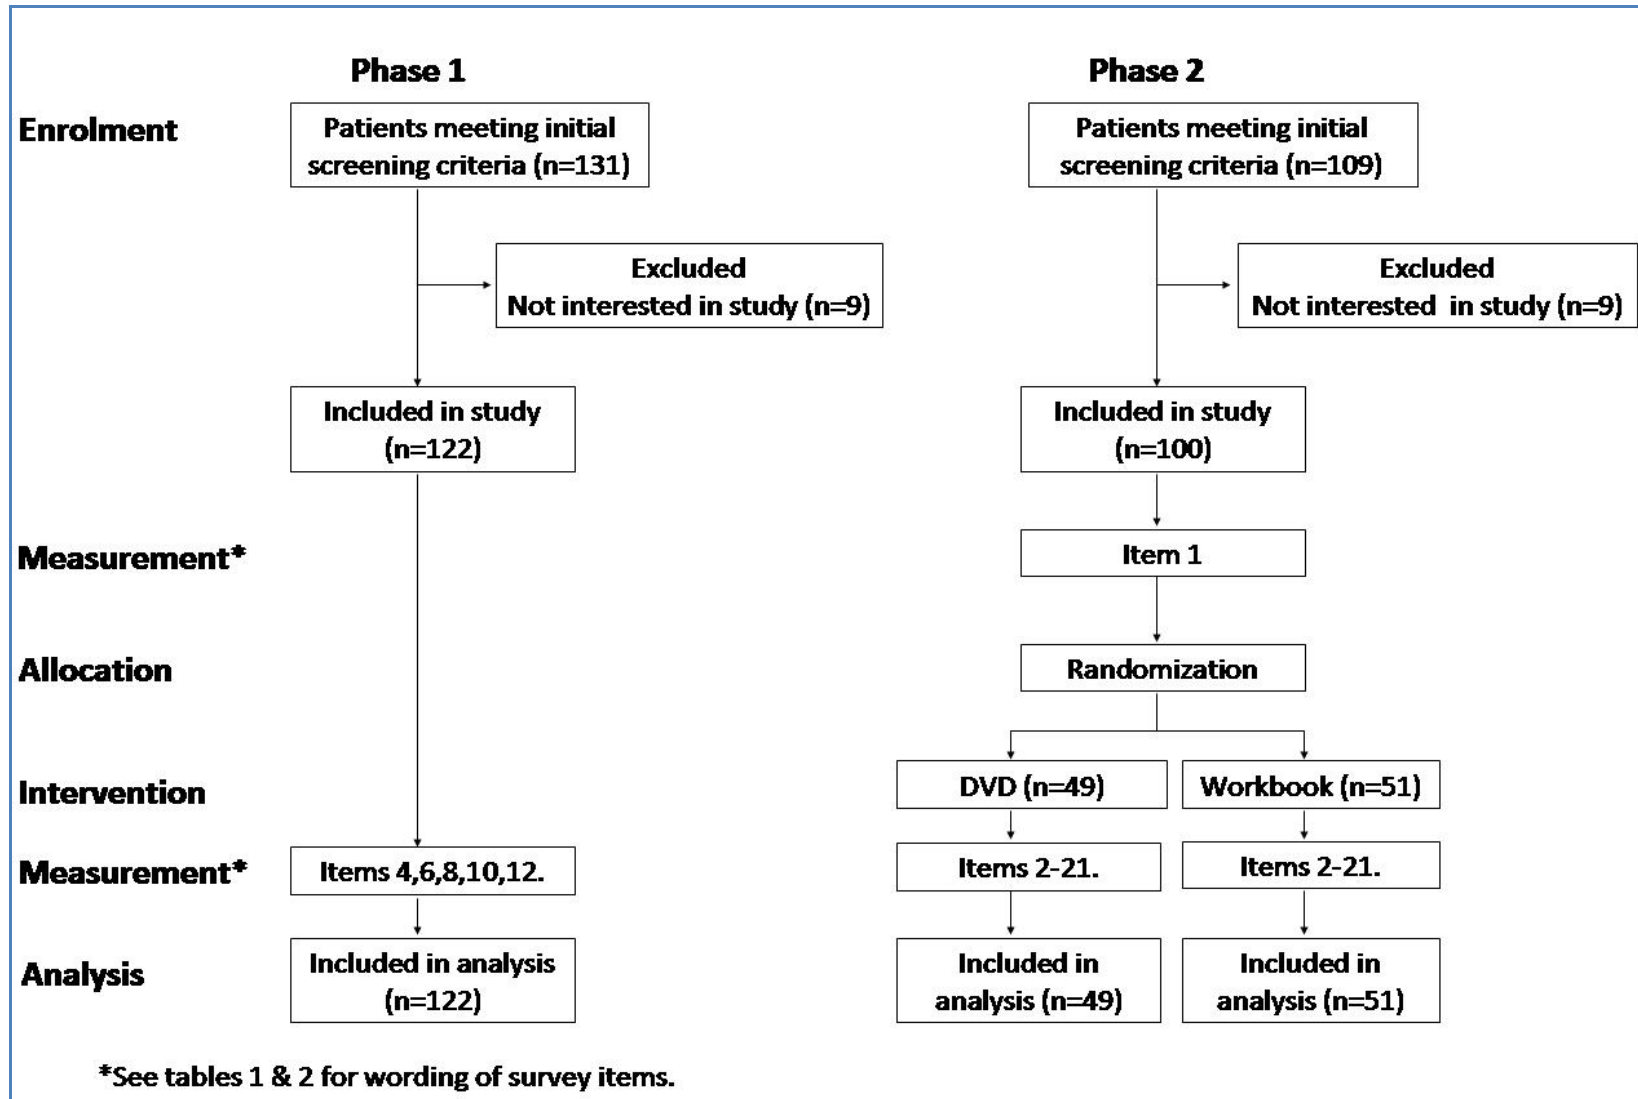 Phase 1
Phase 2
Enrolment
Patients meeting initial
screening criteria (n=131)
Patients meeting initial
screening criteria (n=109)
Excluded
Not interested in study (n=9)
Excluded
Not interested in study (n=9)
Included in study
(n=122)
Included in study
(n=100)
Measurement*
Item 1
Allocation
Randomization
Intervention
DVD (n=49)
Workbook (n=51)
Measurement*
Items 4,6,8,10,12.
Items 2-21.
Items 2-21.
Analysis
Included in analysis
(n=122)
Included in
analysis (n=49)
Included in
analysis (n=51)
*See tables 1 & 2 for wording of survey items.